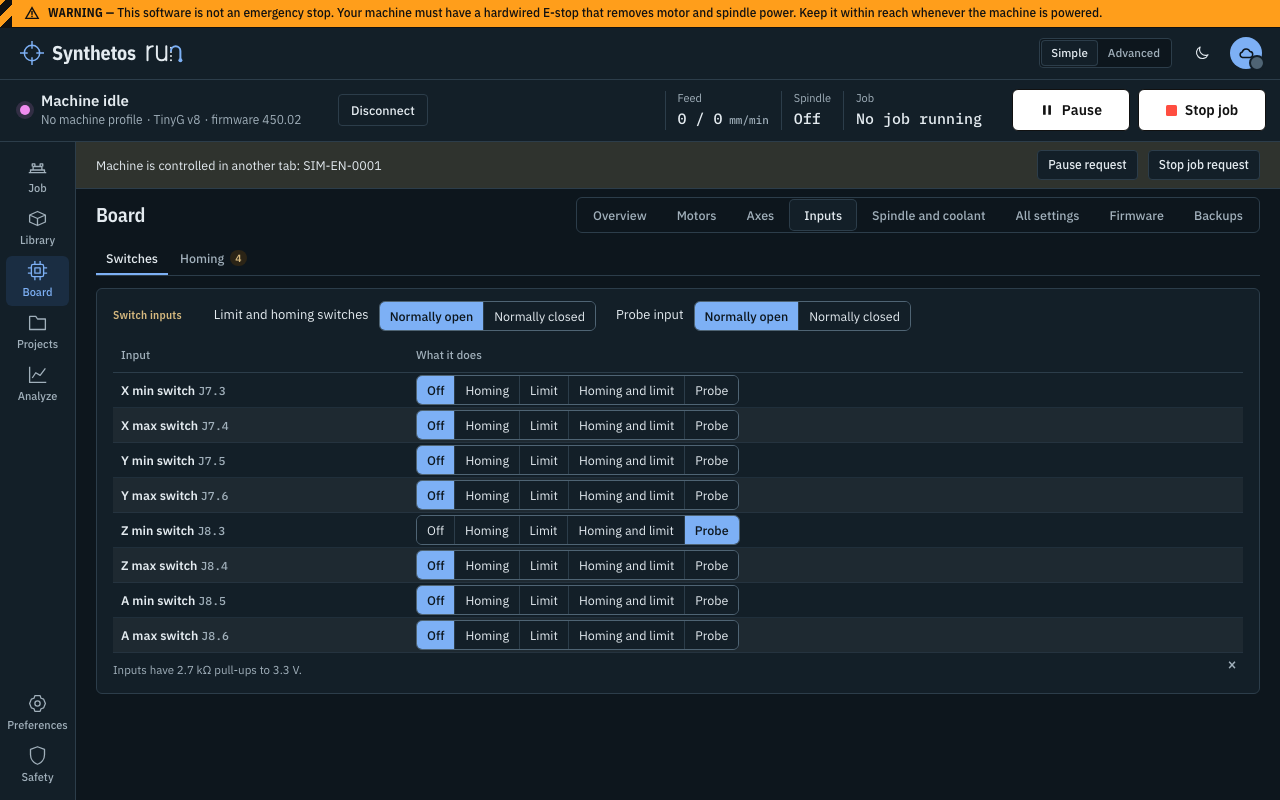 WARNING — This software is not an emergency stop. Your machine must have a hardwired E-stop that removes motor and spindle power. Keep it within reach whenever the machine is powered.
Synthetos run
Simple Advanced
Machine idle
No machine profile · TinyG v8 · firmware 450.02
Disconnect
Feed
0 / 0 mm/min
Spindle
Off
Job
No job running
Pause
Stop job
Machine is controlled in another tab: SIM-EN-0001
Pause request
Stop job request
Job
Library
Board
Projects
Analyze
Preferences
Safety
Board
Overview Motors Axes Inputs Spindle and coolant All settings Firmware Backups
Switches Homing 4
Switch inputs Limit and homing switches Normally open Normally closed Probe input Normally open Normally closed
Input What it does
X min switch J7.3 Off Homing Limit Homing and limit Probe
X max switch J7.4 Off Homing Limit Homing and limit Probe
Y min switch J7.5 Off Homing Limit Homing and limit Probe
Y max switch J7.6 Off Homing Limit Homing and limit Probe
Z min switch J8.3 Off Homing Limit Homing and limit Probe
Z max switch J8.4 Off Homing Limit Homing and limit Probe
A min switch J8.5 Off Homing Limit Homing and limit Probe
A max switch J8.6 Off Homing Limit Homing and limit Probe
Inputs have 2.7 kΩ pull-ups to 3.3 V.
×